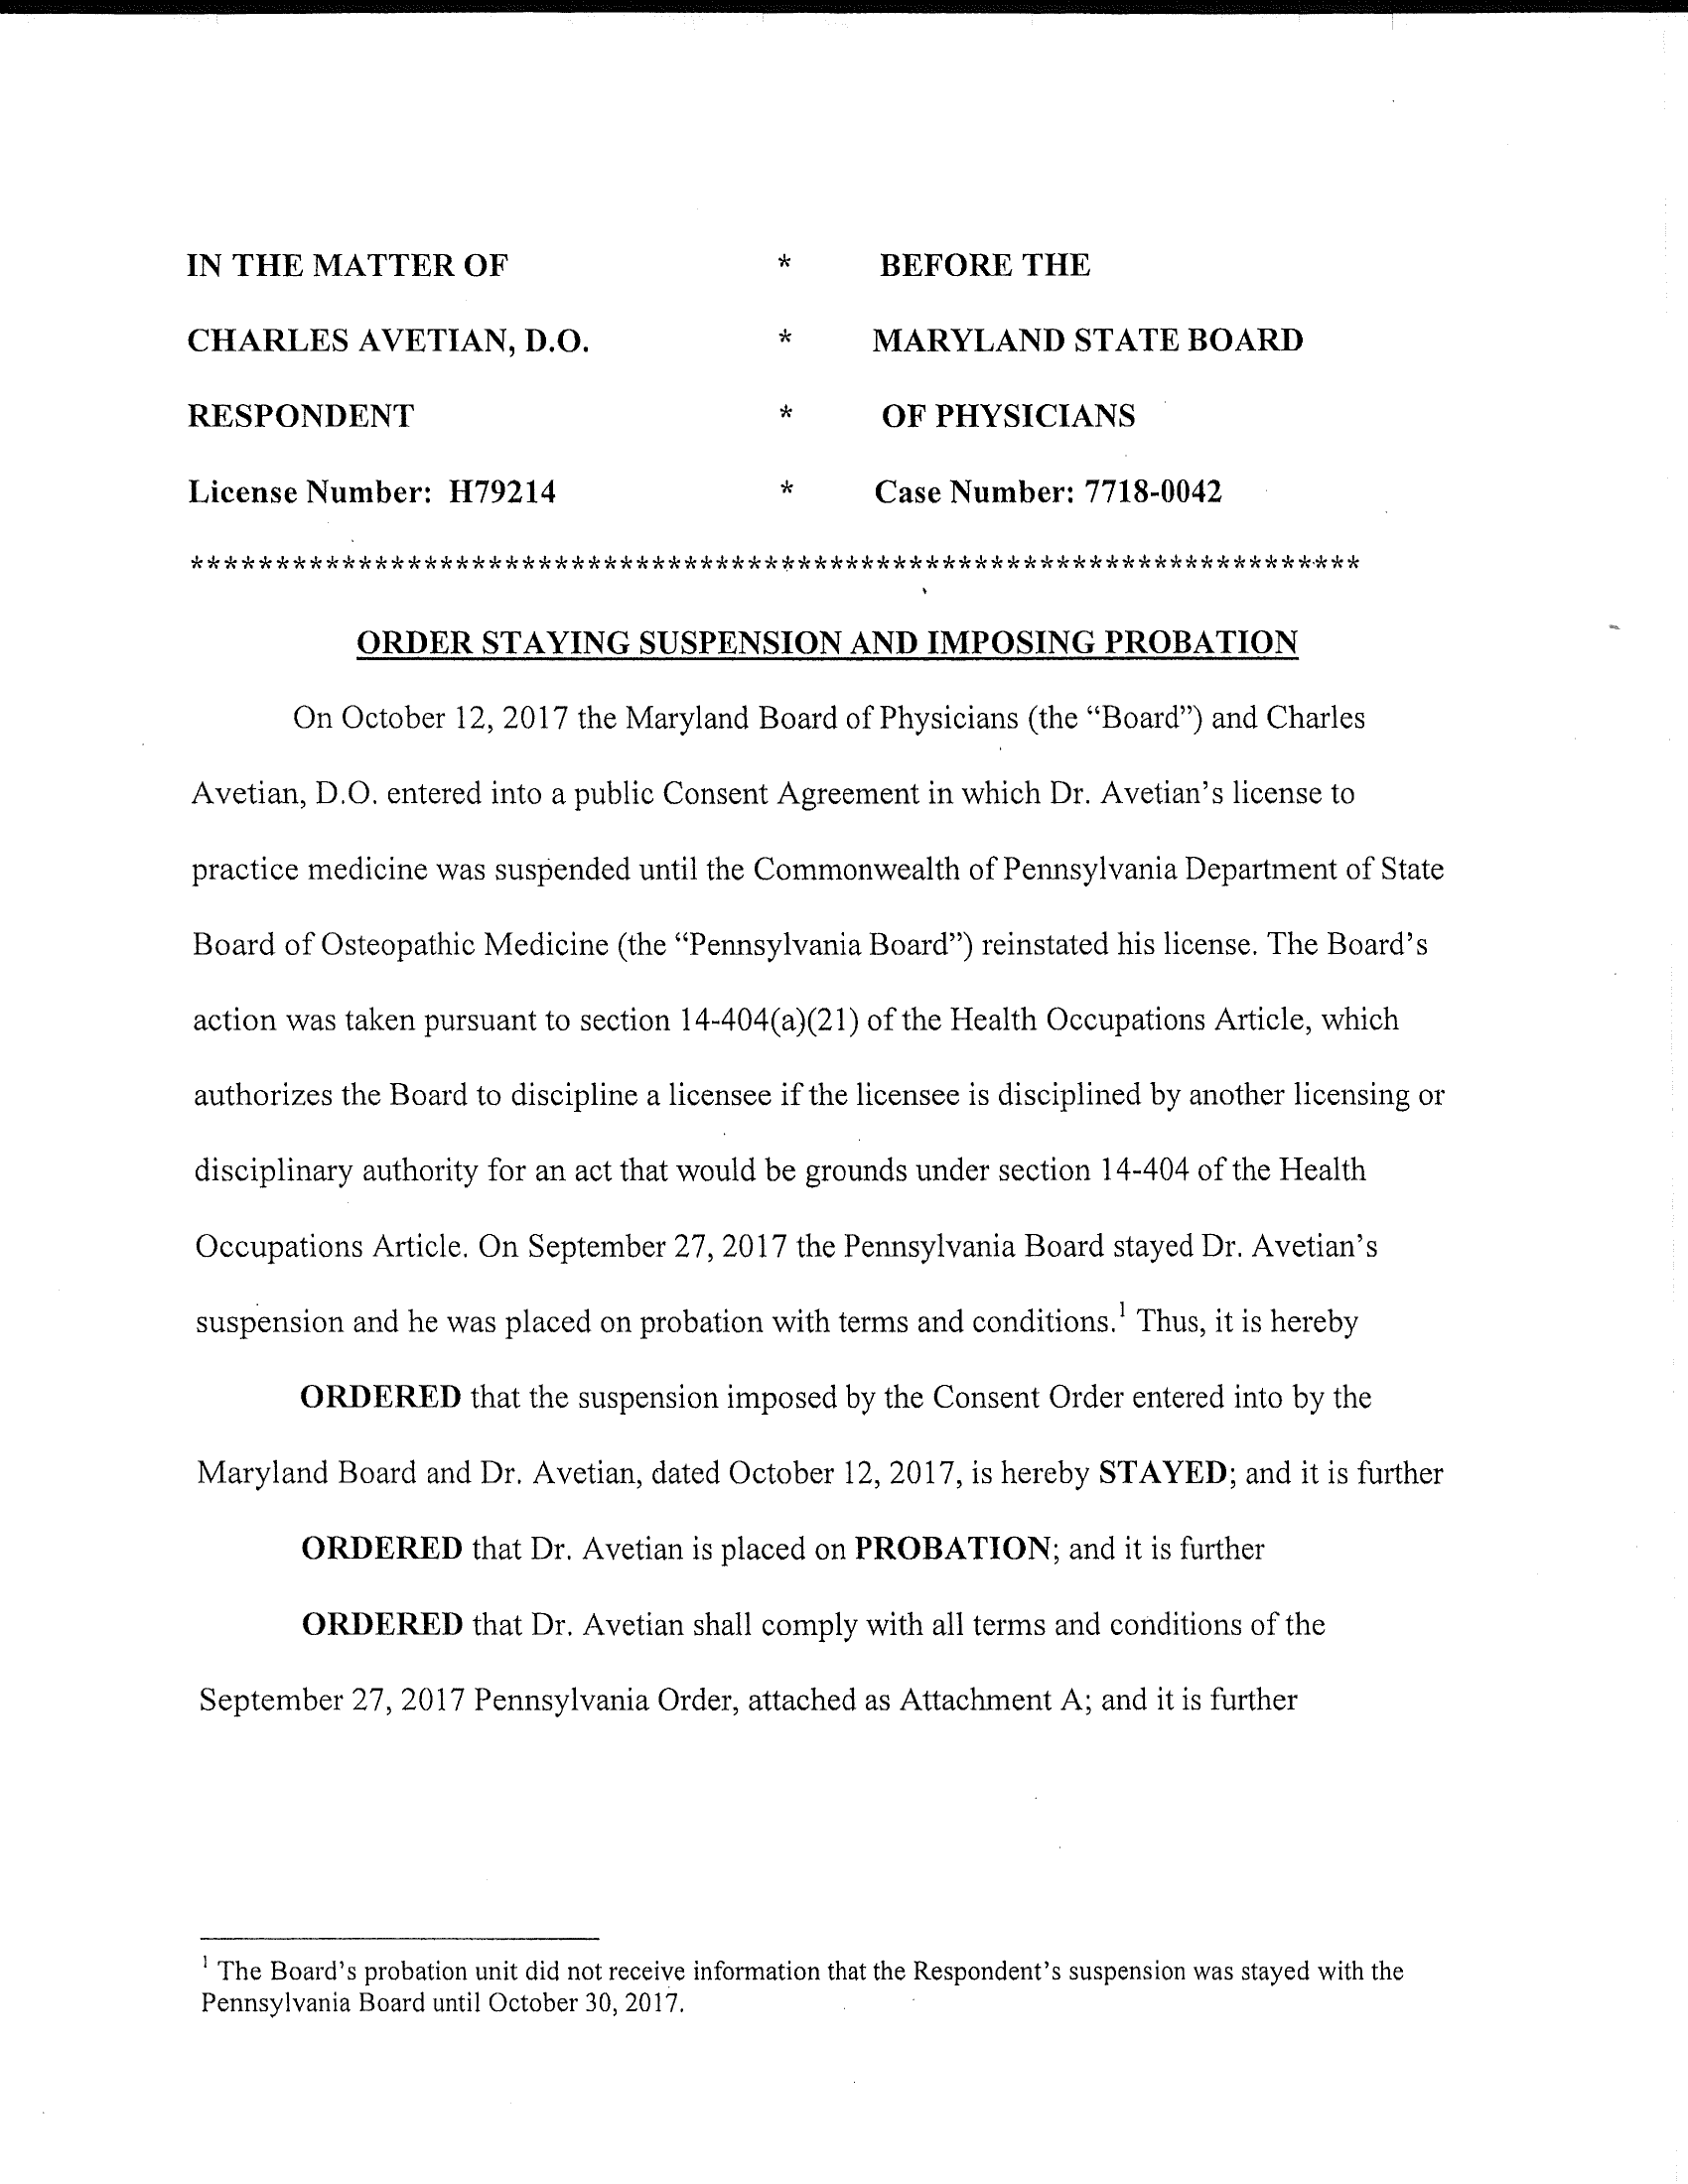 IN THE MATTER OF * BEFORE THE
CHARLES AVETIAN, D.O. * MARYLAND STATE BOARD
RESPONDENT * OF PHYSICIANS
License Number: H79214 * Case Number: 7718-0042
************************************************************************
ORDER STAYING SUSPENSION AND IMPOSING PROBATION
On October 12, 2017 the Maryland Board of Physicians (the “Board”) and Charles
Avetian, D.O. entered into a public Consent Agreement in which Dr. Avetian’s license to
practice medicine was suspended until the Commonwealth of Pennsylvania Department of State
Board of Osteopathic Medicine (the “Pennsylvania Board”) reinstated his license. The Board’s
action was taken pursuant to section 14-404(a)(21) of the Health Occupations Article, which
authorizes the Board to discipline a licensee if the licensee is disciplined by another licensing or
disciplinary authority for an act that would be grounds under section 14-404 of the Health
Occupations Article. On September 27, 2017 the Pennsylvania Board stayed Dr. Avetian’s
suspension and he was placed on probation with terms and conditions.¹ Thus, it is hereby
ORDERED that the suspension imposed by the Consent Order entered into by the
Maryland Board and Dr. Avetian, dated October 12, 2017, is hereby STAYED; and it is further
ORDERED that Dr. Avetian is placed on PROBATION; and it is further
ORDERED that Dr. Avetian shall comply with all terms and conditions of the
September 27, 2017 Pennsylvania Order, attached as Attachment A; and it is further
¹ The Board’s probation unit did not receive information that the Respondent’s suspension was stayed with the
Pennsylvania Board until October 30, 2017.